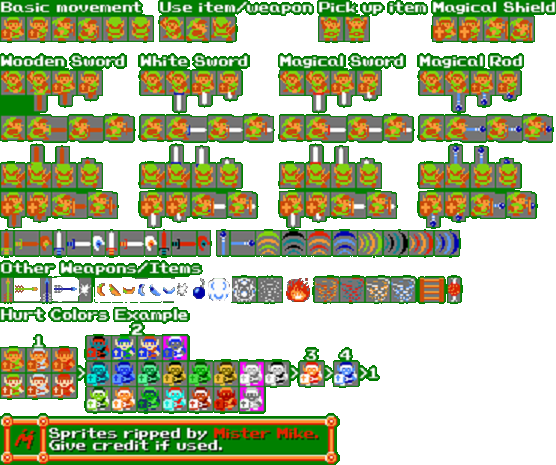 Basic movement Use item/weapon Pick up item Magical Shield
Wooden Sword White Sword Magical Sword Magical Rod
Other Weapons/Items
Hurt Colors Example
1 2
> > 3 > 4 > 1
Sprites ripped by Mister Mike.
Give credit if used.